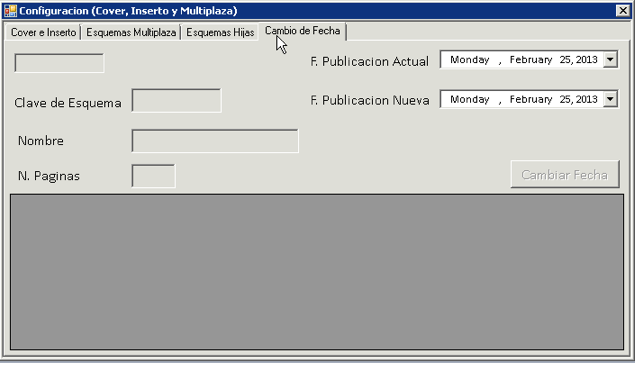 Configuracion (Cover, Inserto y Multiplaza)
Cover e Inserto Esquemas Multiplaza Esquemas Hijas Cambio de Fecha
F. Publicacion Actual Monday , February 25, 2013
Clave de Esquema F. Publicacion Nueva Monday , February 25, 2013
Nombre
N. Paginas Cambiar Fecha